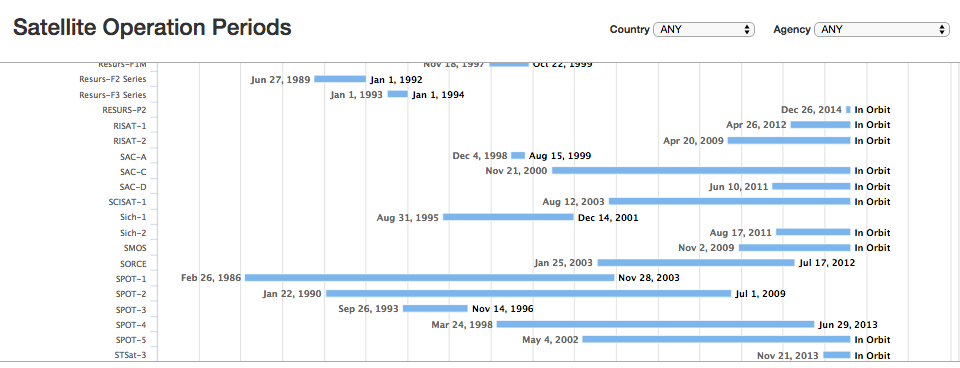 Satellite Operation Periods
Country ANY Agency ANY
Resurs-F1M Nov 18, 1997 Oct 22, 1999
Resurs-F2 Series Jun 27, 1989 Jan 1, 1992
Resurs-F3 Series Jan 1, 1993 Jan 1, 1994
RESURS-P2 Dec 26, 2014 In Orbit
RISAT-1 Apr 26, 2012 In Orbit
RISAT-2 Apr 20, 2009 In Orbit
SAC-A Dec 4, 1998 Aug 15, 1999
SAC-C Nov 21, 2000 In Orbit
SAC-D Jun 10, 2011 In Orbit
SCISAT-1 Aug 12, 2003 In Orbit
Sich-1 Aug 31, 1995 Dec 14, 2001
Sich-2 Aug 17, 2011 In Orbit
SMOS Nov 2, 2009 In Orbit
SORCE Jan 25, 2003 Jul 17, 2012
SPOT-1 Feb 26, 1986 Nov 28, 2003
SPOT-2 Jan 22, 1990 Jul 1, 2009
SPOT-3 Sep 26, 1993 Nov 14, 1996
SPOT-4 Mar 24, 1998 Jun 29, 2013
SPOT-5 May 4, 2002 In Orbit
STSat-3 Nov 21, 2013 In Orbit